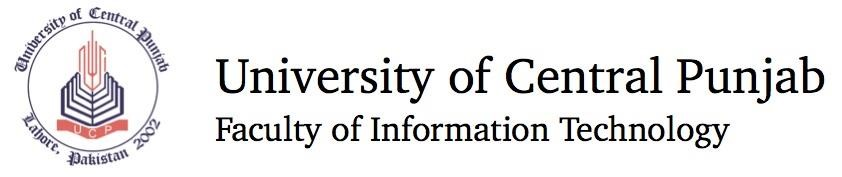 University of Central Punjab
UCP
Lahore, Pakistan 2002
University of Central Punjab
Faculty of Information Technology